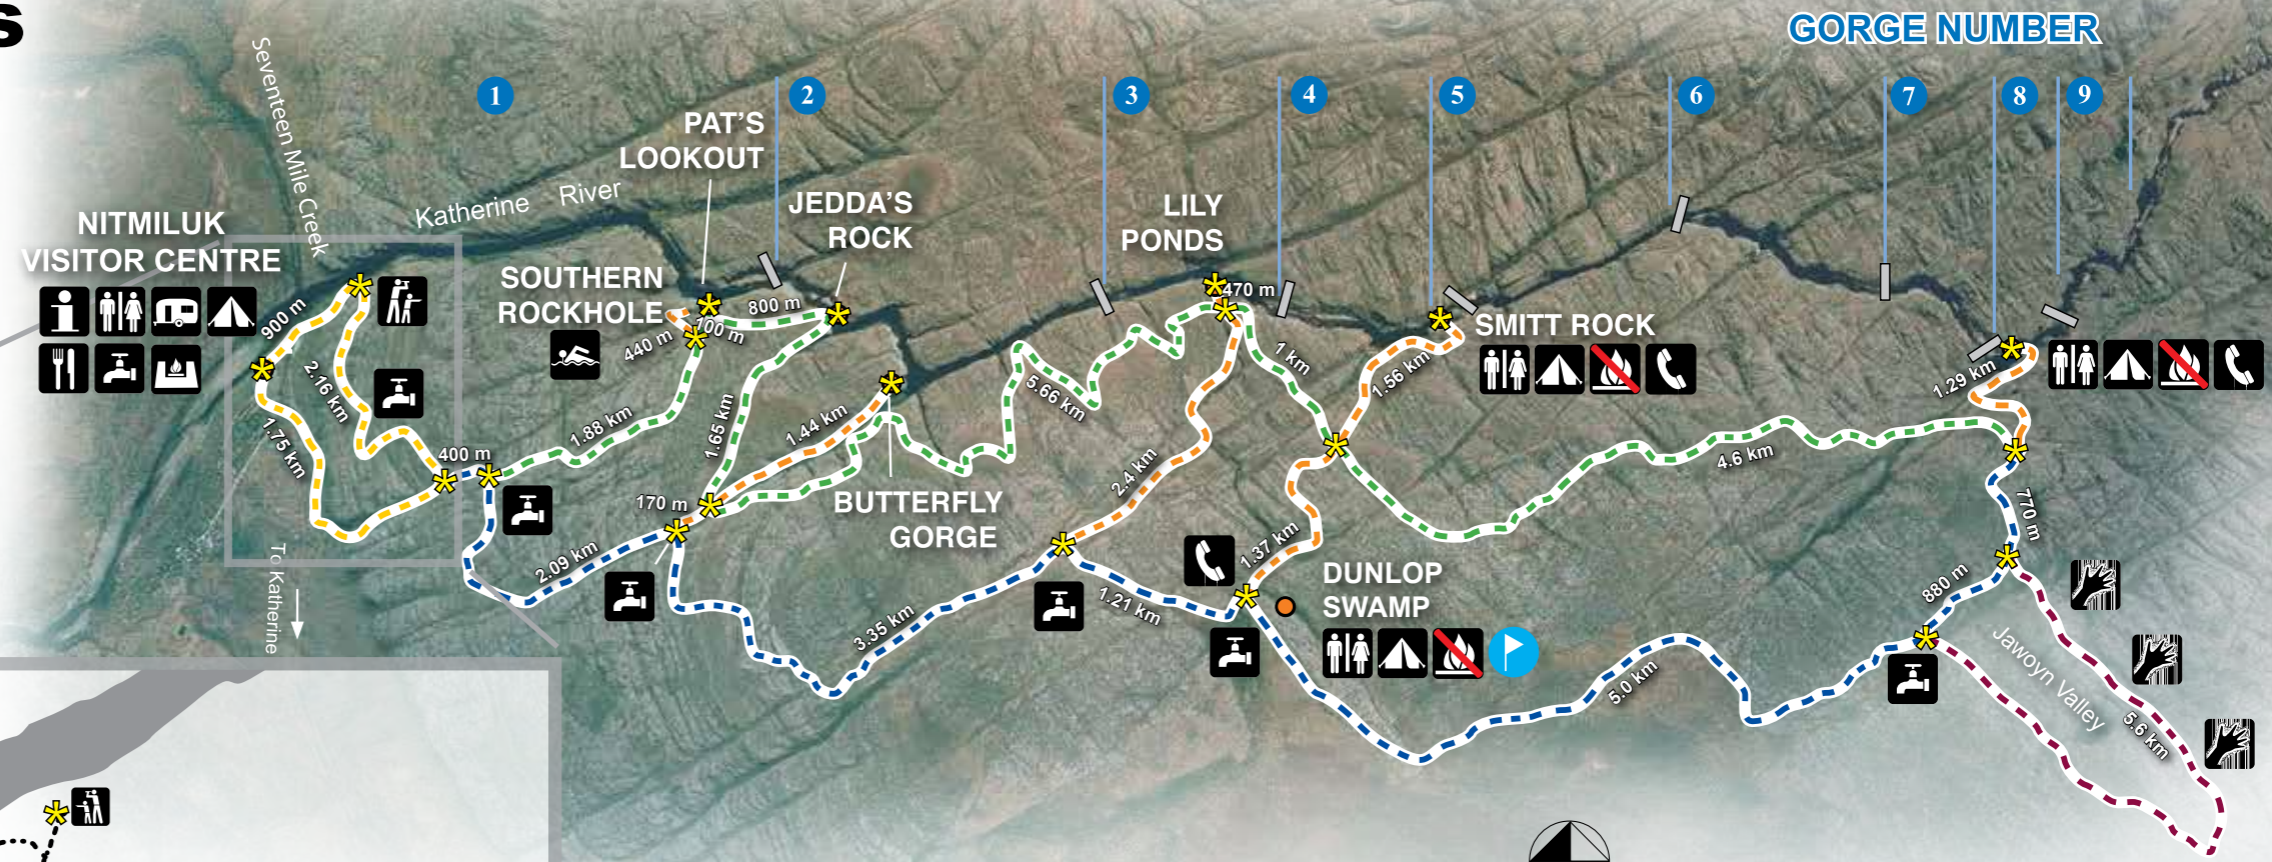 s
GORGE NUMBER
1
2
3
4
5
6
7
8
9
Seventeen Mile Creek
Katherine River
PAT'S
LOOKOUT
JEDDA'S
ROCK
LILY
PONDS
NITMILUK
VISITOR CENTRE
SOUTHERN
ROCKHOLE
SMITT ROCK
BUTTERFLY
GORGE
DUNLOP
SWAMP
Jawoyn Valley
To Katherine
900 m
2.16 km
1.75 km
400 m
440 m
100 m
800 m
1.88 km
1.65 km
1.44 km
170 m
2.09 km
3.35 km
5.66 km
470 m
1 km
1.56 km
2.4 km
1.37 km
1.21 km
4.6 km
5.0 km
1.29 km
770 m
880 m
5.6 km